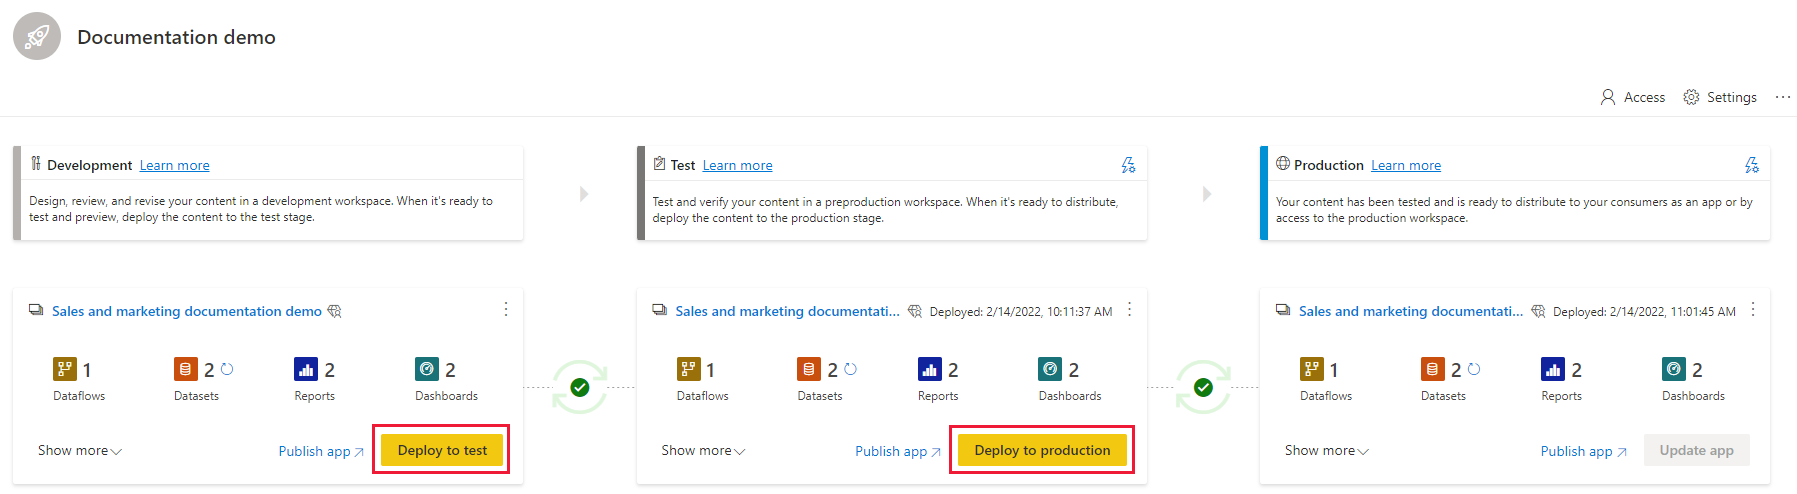 Documentation demo
Access Settings ...
Development Learn more
Design, review, and revise your content in a development workspace. When it's ready to
test and preview, deploy the content to the test stage.
Test Learn more
Test and verify your content in a preproduction workspace. When it's ready to distribute,
deploy the content to the production stage.
Production Learn more
Your content has been tested and is ready to distribute to your consumers as an app or by
access to the production workspace.
Sales and marketing documentation demo
1 2 2 2
Dataflows Datasets Reports Dashboards
Show more Publish app Deploy to test
Sales and marketing documentati... Deployed: 2/14/2022, 10:11:37 AM
1 2 2 2
Dataflows Datasets Reports Dashboards
Show more Publish app Deploy to production
Sales and marketing documentati... Deployed: 2/14/2022, 11:01:45 AM
1 2 2 2
Dataflows Datasets Reports Dashboards
Show more Publish app Update app